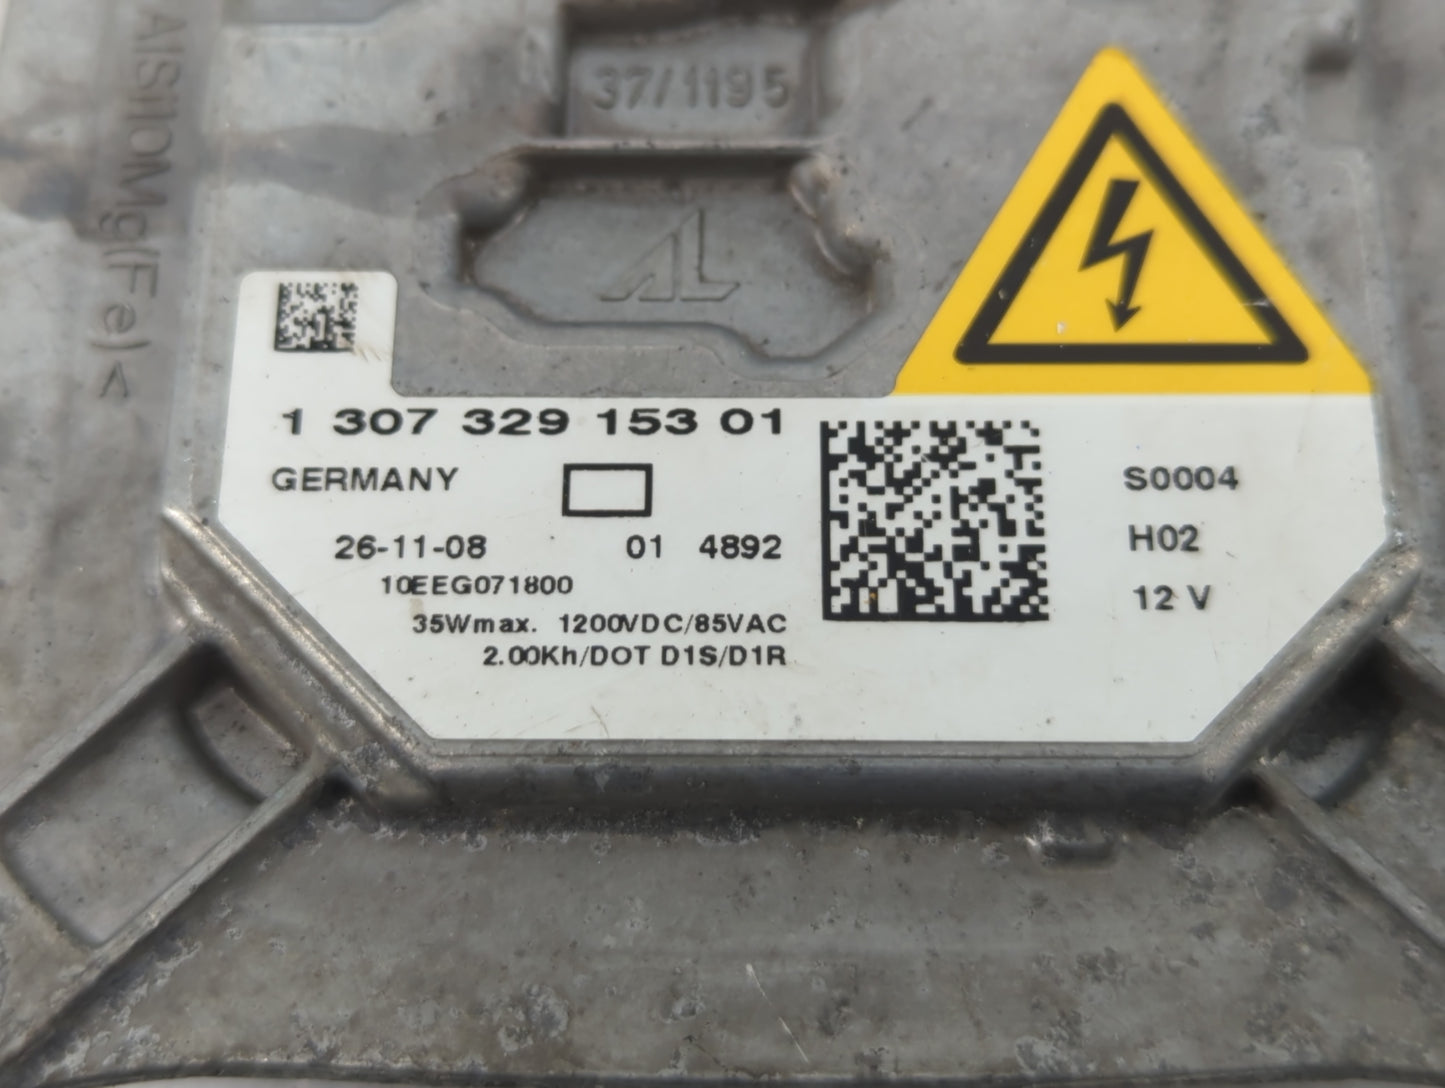 37/1195
AlSi10Mg(Fe)<
AL
1 307 329 153 01
GERMANY
26-11-08 01 4892
10EEG071800
35Wmax. 1200VDC/85VAC
2.00Kh/DOT D1S/D1R
S0004
H02
12 V